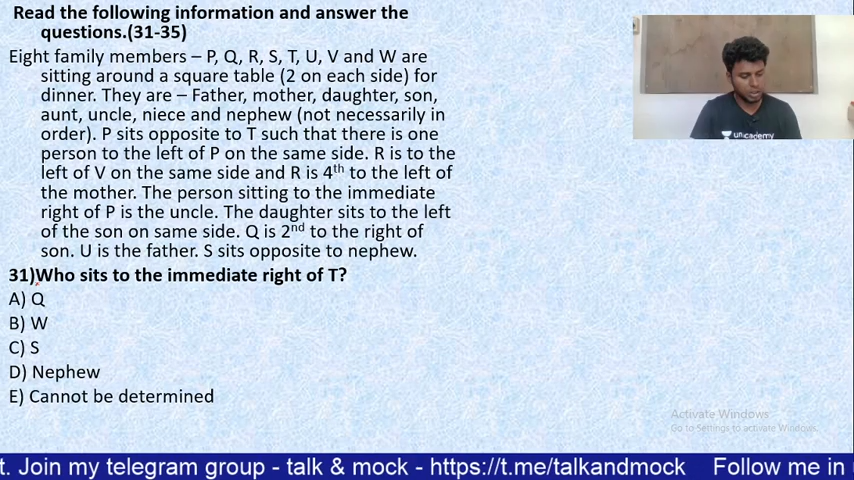 Read the following information and answer the
questions.(31-35)
Eight family members – P, Q, R, S, T, U, V and W are
sitting around a square table (2 on each side) for
dinner. They are – Father, mother, daughter, son,
aunt, uncle, niece and nephew (not necessarily in
order). P sits opposite to T such that there is one
person to the left of P on the same side. R is to the
left of V on the same side and R is 4th to the left of
the mother. The person sitting to the immediate
right of P is the uncle. The daughter sits to the left
of the son on same side. Q is 2nd to the right of
son. U is the father. S sits opposite to nephew.
31)Who sits to the immediate right of T?
A) Q
B) W
C) S
D) Nephew
E) Cannot be determined
unacademy
Activate Windows
Go to Settings to activate Windows.
t. Join my telegram group - talk & mock - https://t.me/talkandmock Follow me in